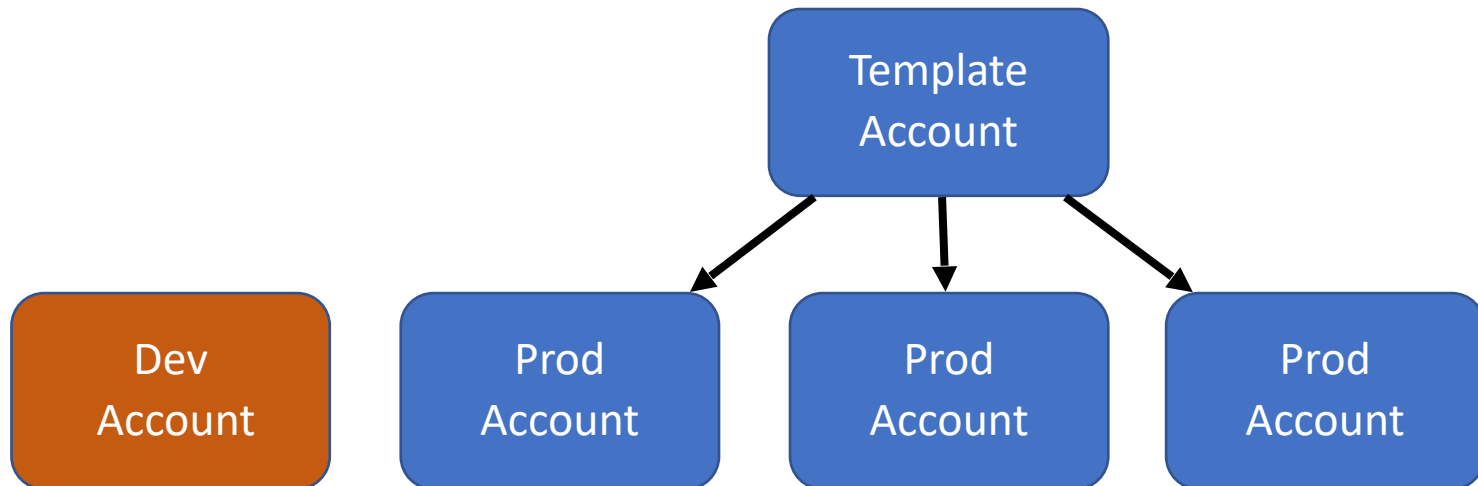 Template
Account
Dev
Account
Prod
Account
Prod
Account
Prod
Account